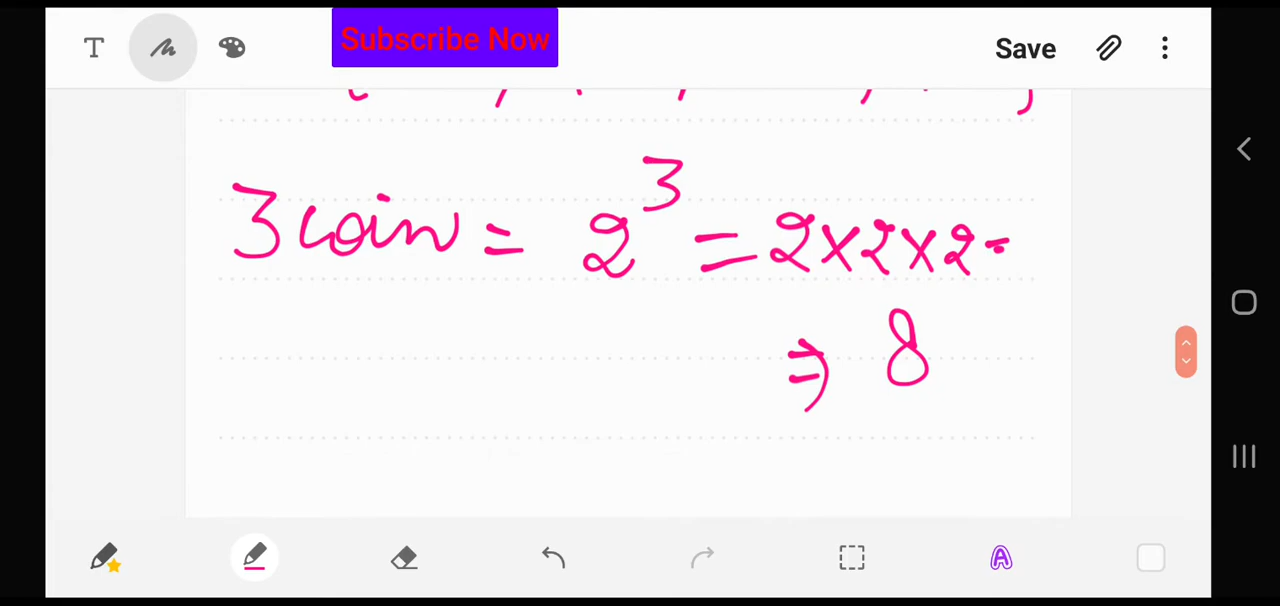 T
Subscribe Now
Save
3 coin = 2³ = 2×2×2 =
⇒ 8
A